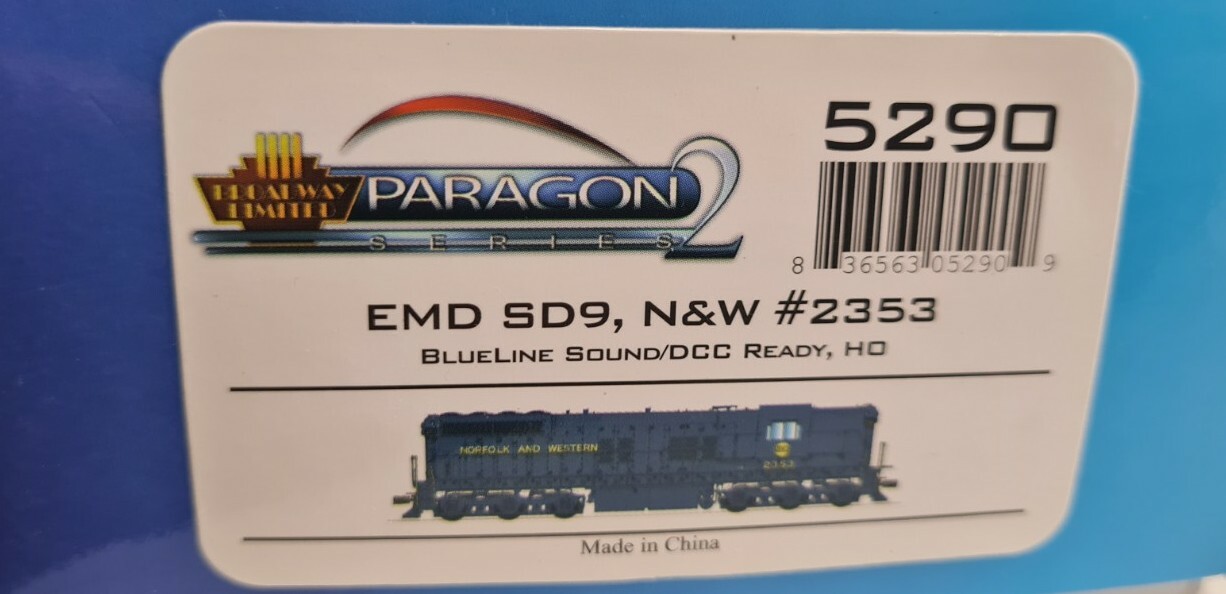 BROADWAY
LIMITED
PARAGON 2
SERIES
5290
8 36563 05290 9
EMD SD9, N&W #2353
BLUELINE SOUND/DCC READY, HO
NORFOLK AND WESTERN
2353
Made in China